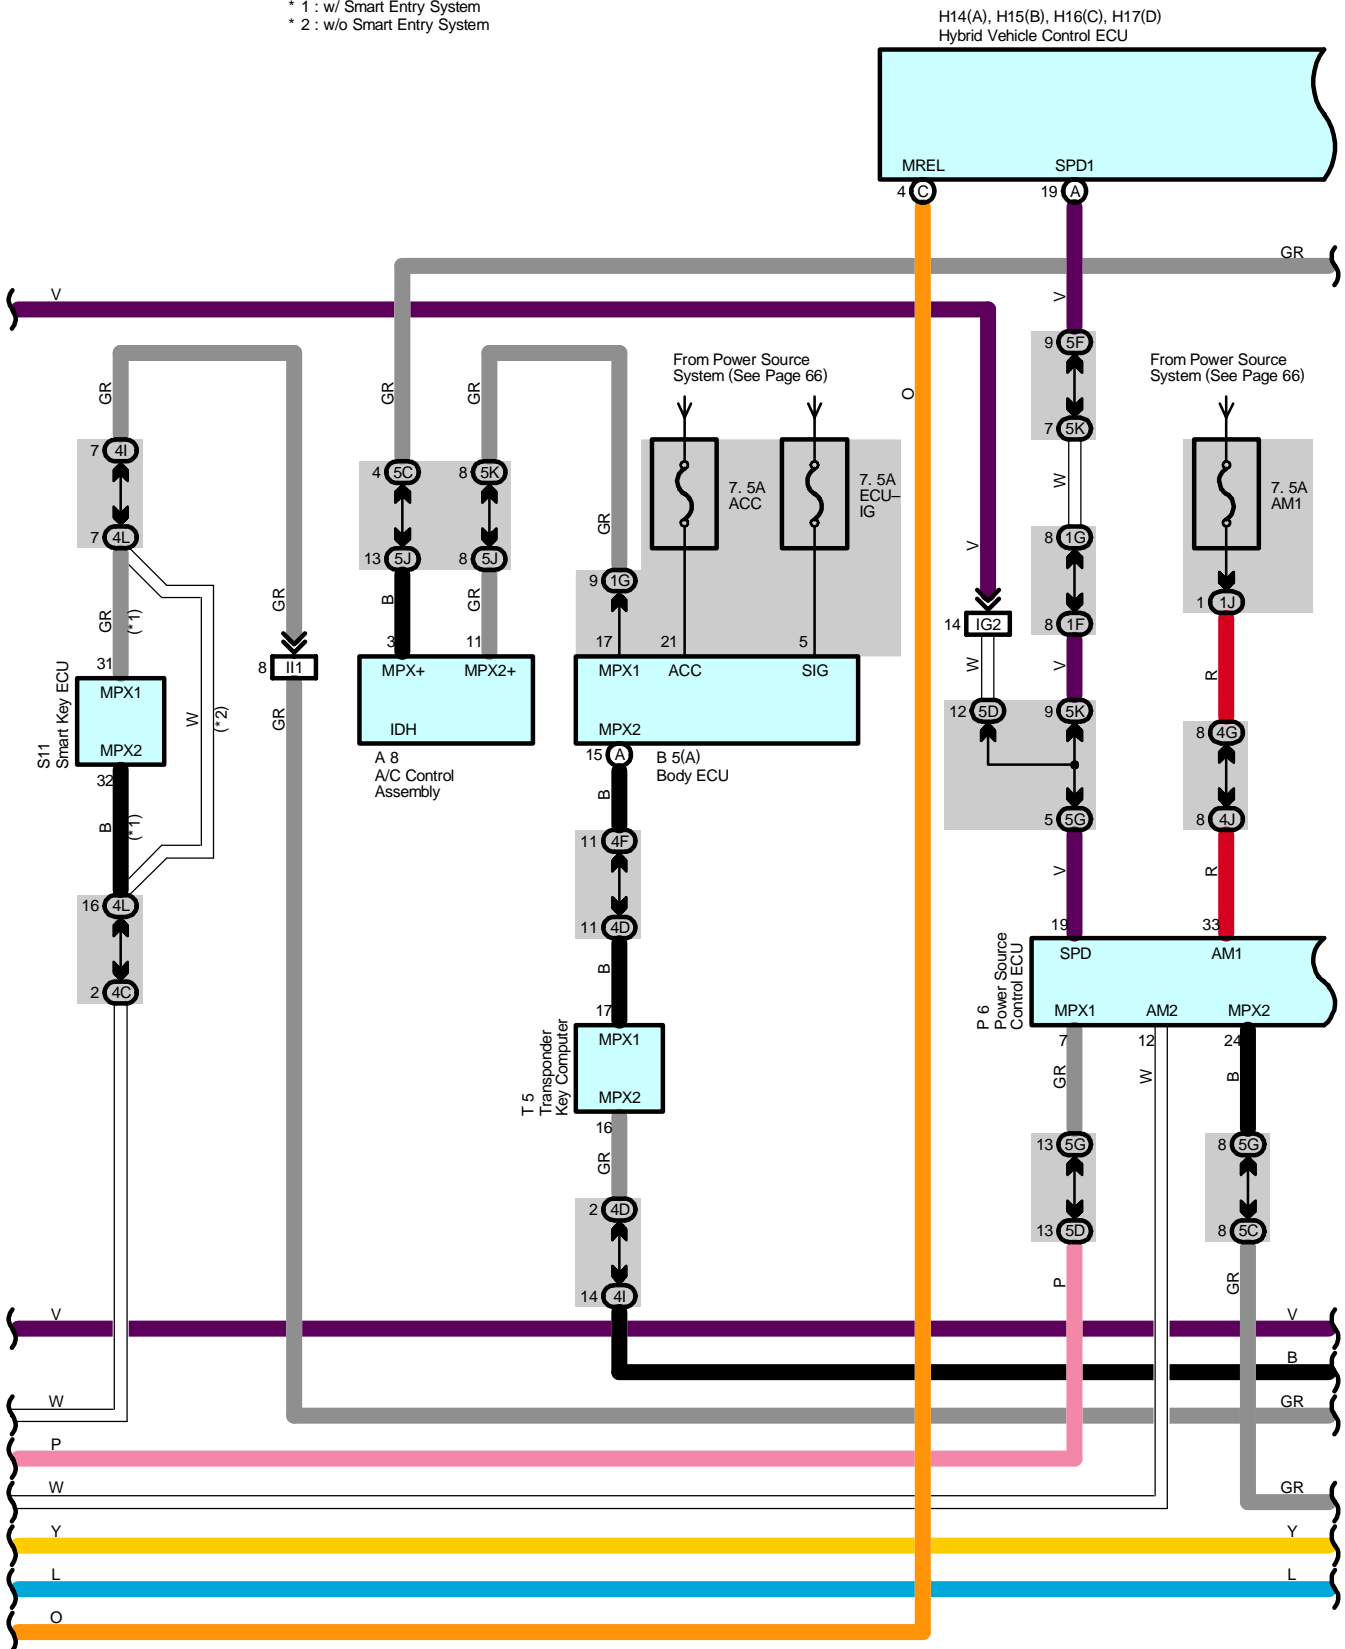 * 1 : w/ Smart Entry System
* 2 : w/o Smart Entry System
H14(A), H15(B), H16(C), H17(D)
Hybrid Vehicle Control ECU
MREL
SPD1
4 C
19 A
GR
V
V
9 5F
From Power Source
System (See Page 66)
From Power Source
System (See Page 66)
GR
GR
GR
O
7 5K
7 4I
4 5C
8 5K
7. 5A
ACC
7. 5A
ECU–
IG
W
7. 5A
AM1
GR
7 4L
8 1G
13 5J
8 5J
V
9 1G
GR
B
GR
1 1J
GR
(*1)
14 IG2
8 1F
3
11
17
21
5
31
8 II1
MPX+
MPX2+
MPX1
ACC
SIG
W
V
R
S11
Smart Key ECU
MPX1
MPX2
W
(*2)
GR
12 5D
9 5K
IDH
MPX2
8 4G
A 8
A/C Control
Assembly
15 A
B 5(A)
Body ECU
32
B
(*1)
B
5 5G
8 4J
11 4F
V
R
16 4L
11 4D
19
33
P 6
Power Source
Control ECU
SPD
AM1
B
2 4C
17
MPX1
AM2
MPX2
T 5
Transponder
Key Computer
MPX1
MPX2
7
12
24
GR
W
B
16
13 5G
8 5G
GR
2 4D
13 5D
8 5C
P
GR
14 4I
V
V
B
W
GR
P
W
GR
Y
Y
L
L
O